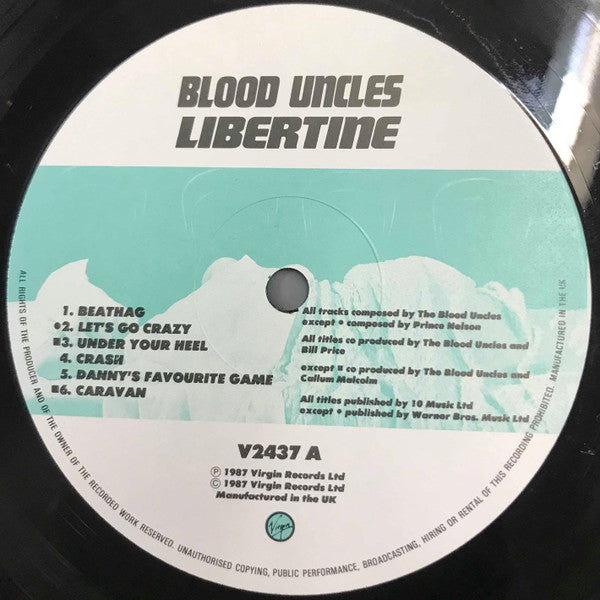 BLOOD UNCLES
LIBERTINE
1. BEATHAG
•2. LET'S GO CRAZY
■3. UNDER YOUR HEEL
4. CRASH
5. DANNY'S FAVOURITE GAME
■6. CARAVAN
All tracks composed by The Blood Uncles
except • composed by Prince Nelson
All titles co produced by The Blood Uncles and
Bill Price
except ■ co produced by The Blood Uncles and
Callum Malcolm
All titles published by 10 Music Ltd
except • published by Warner Bros. Music Ltd
V2437 A
℗ 1987 Virgin Records Ltd
© 1987 Virgin Records Ltd
Manufactured in the UK
Virgin
ALL RIGHTS OF THE PRODUCER AND OF THE OWNER OF THE RECORDED WORK RESERVED. UNAUTHORISED COPYING, PUBLIC PERFORMANCE, BROADCASTING, HIRING OR RENTAL OF THIS RECORDING PROHIBITED. MANUFACTURED IN THE UK